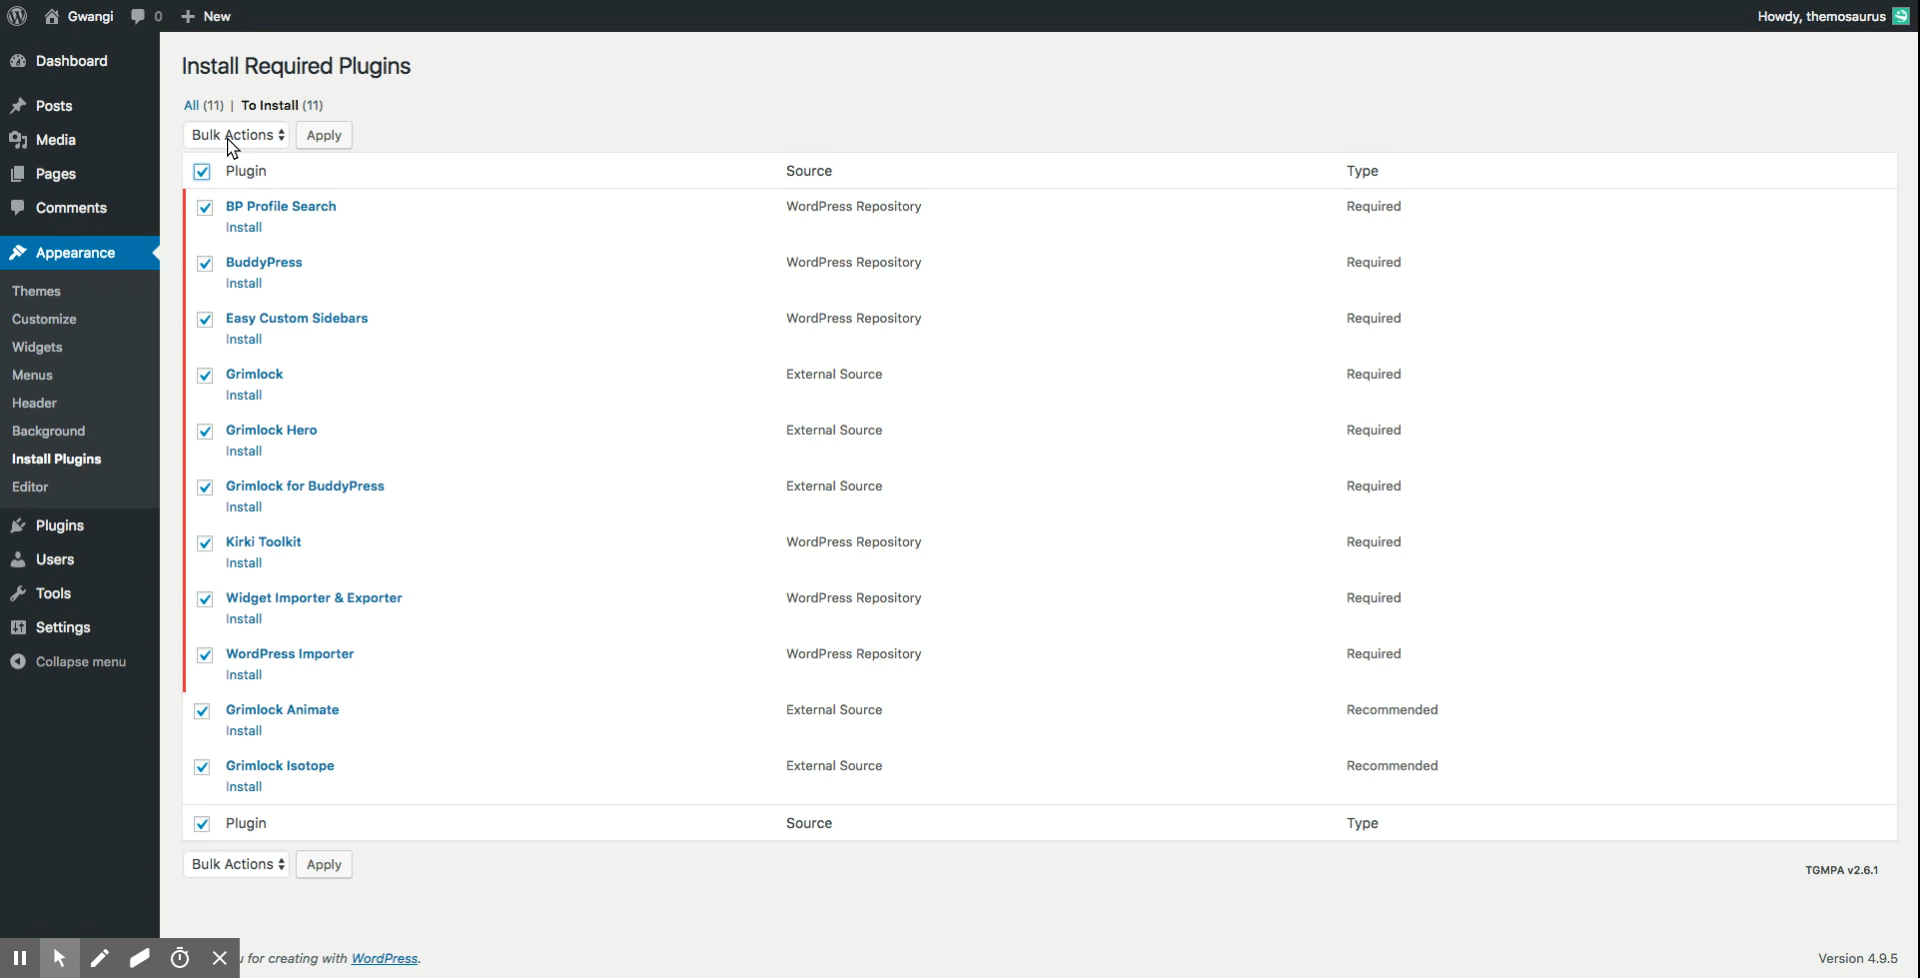 Gwangi 0 New Howdy, themosaurus
Dashboard
Posts
Media
Pages
Comments
Appearance
Themes
Customize
Widgets
Menus
Header
Background
Install Plugins
Editor
Plugins
Users
Tools
Settings
Collapse menu
Install Required Plugins
All (11) | To Install (11)
Bulk Actions Apply
Plugin Source Type
BP Profile Search WordPress Repository Required
Install
BuddyPress WordPress Repository Required
Install
Easy Custom Sidebars WordPress Repository Required
Install
Grimlock External Source Required
Install
Grimlock Hero External Source Required
Install
Grimlock for BuddyPress External Source Required
Install
Kirki Toolkit WordPress Repository Required
Install
Widget Importer & Exporter WordPress Repository Required
Install
WordPress Importer WordPress Repository Required
Install
Grimlock Animate External Source Recommended
Install
Grimlock Isotope External Source Recommended
Install
Plugin Source Type
Bulk Actions Apply
TGMPA v2.6.1
for creating with WordPress. Version 4.9.5